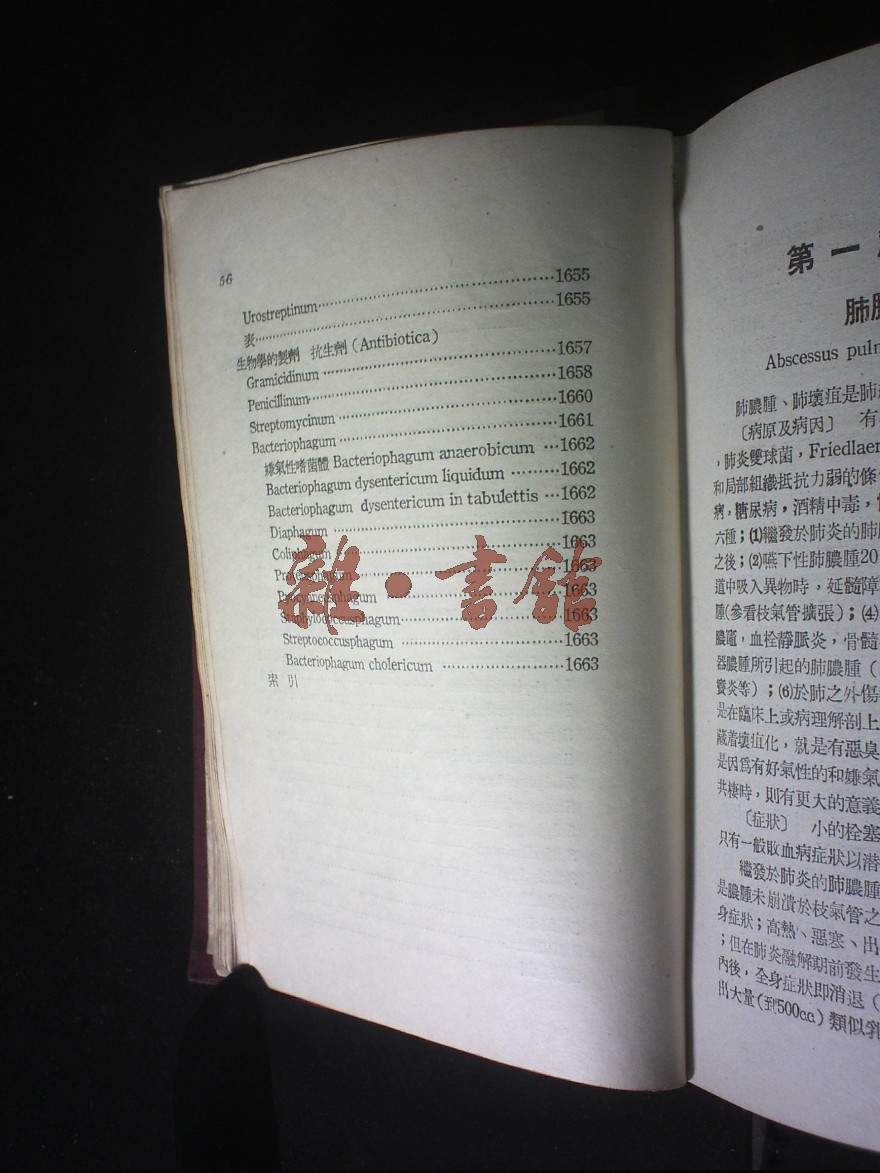 56
Urostreptinum……1655
表……1655
生物學的製劑 抗生劑(Antibiotica)
Gramicidinum……1657
Penicillinum……1658
Streptomycinum……1660
Bacteriophagum……1661
嫌氣性嗜菌體 Bacteriophagum anaerobicum …1662
Bacteriophagum dysentericum liquidum ………1662
Bacteriophagum dysentericum in tabulettis …1662
Diaphagum ……1663
Coliphagum ……1663
……1663
……1663
Staphylococcusphagum……1663
Streptococcusphagum ……1663
Bacteriophagum cholericum ……1663
索 引
雜·書館
第 一
肺
Abscessus pulm
肺膿腫、肺壞疽是肺
〔病原及病因〕 有
,肺炎雙球菌,Friedlaen
和局部組織抵抗力弱的條
病,糖尿病,酒精中毒,
六種;(1)繼發於肺炎的肺
之後;(2)嚥下性肺膿腫20
道中吸入異物時,延髓障
腫(參看枝氣管擴張);(4)
膿竈,血栓靜脈炎,骨髓
器膿腫所引起的肺膿腫(
竇炎等);(6)於肺之外傷
是在臨床上或病理解剖上
藏着壞疽化,就是有惡臭
是因爲有好氣性的和嫌氣
共棲時,則有更大的意義
〔症狀〕 小的栓塞
只有一般敗血病症狀以潛
繼發於肺炎的肺膿腫
是膿腫未崩潰於枝氣管之
身症狀;高熱、惡寒、出
;但在肺炎融解期前發生
內後,全身症狀即消退(
出大量(到500c.c.)類似乳